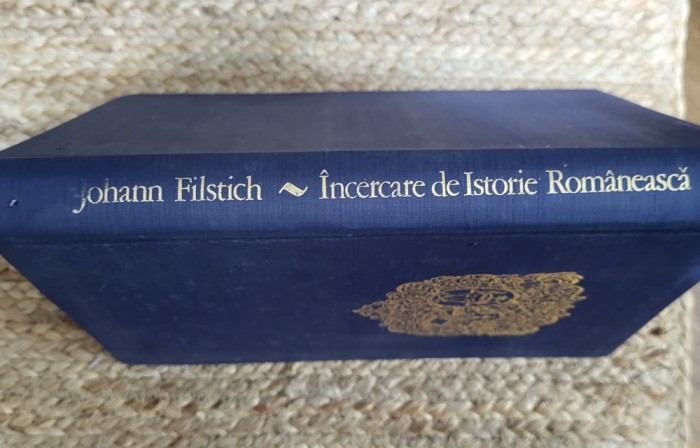 Johann Filstich ~ Încercare de Istorie Românească